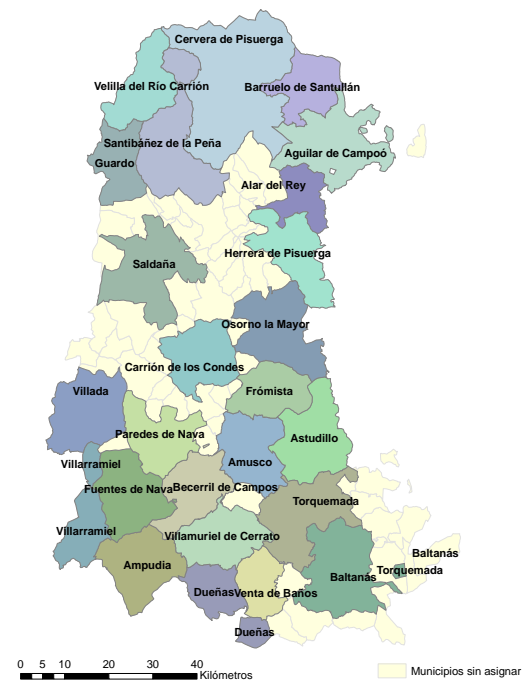 Cervera de Pisuerga
Velilla del Río Carrión
Barruelo de Santullán
Santibáñez de la Peña
Aguilar de Campoó
Guardo
Alar del Rey
Herrera de Pisuerga
Saldaña
Osorno la Mayor
Carrión de los Condes
Villada
Frómista
Paredes de Nava
Astudillo
Villarramiel
Amusco
Fuentes de Nava
Becerril de Campos
Torquemada
Villarramiel
Villamuriel de Cerrato
Baltanás
Ampudia
Torquemada
Baltanás
Dueñas
Venta de Baños
Dueñas
0 5 10 20 30 40
Kilómetros
Municipios sin asignar